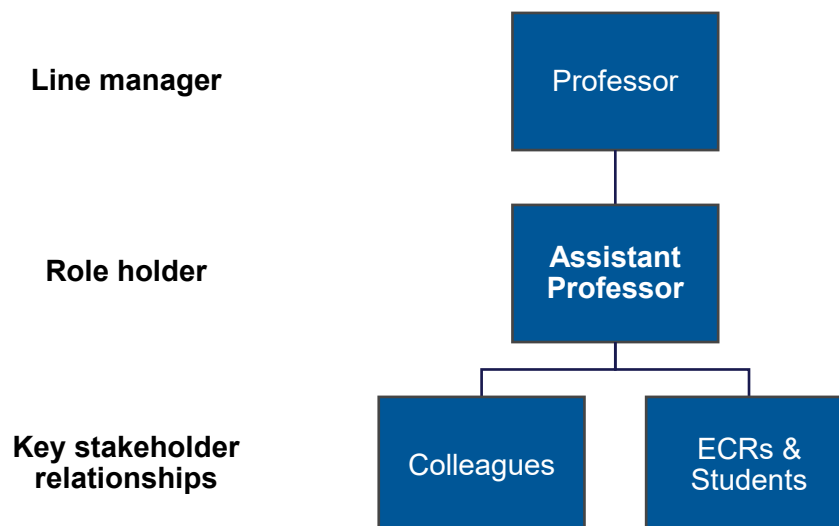 Line manager
Professor
Role holder
Assistant
Professor
Key stakeholder
relationships
Colleagues
ECRs &
Students